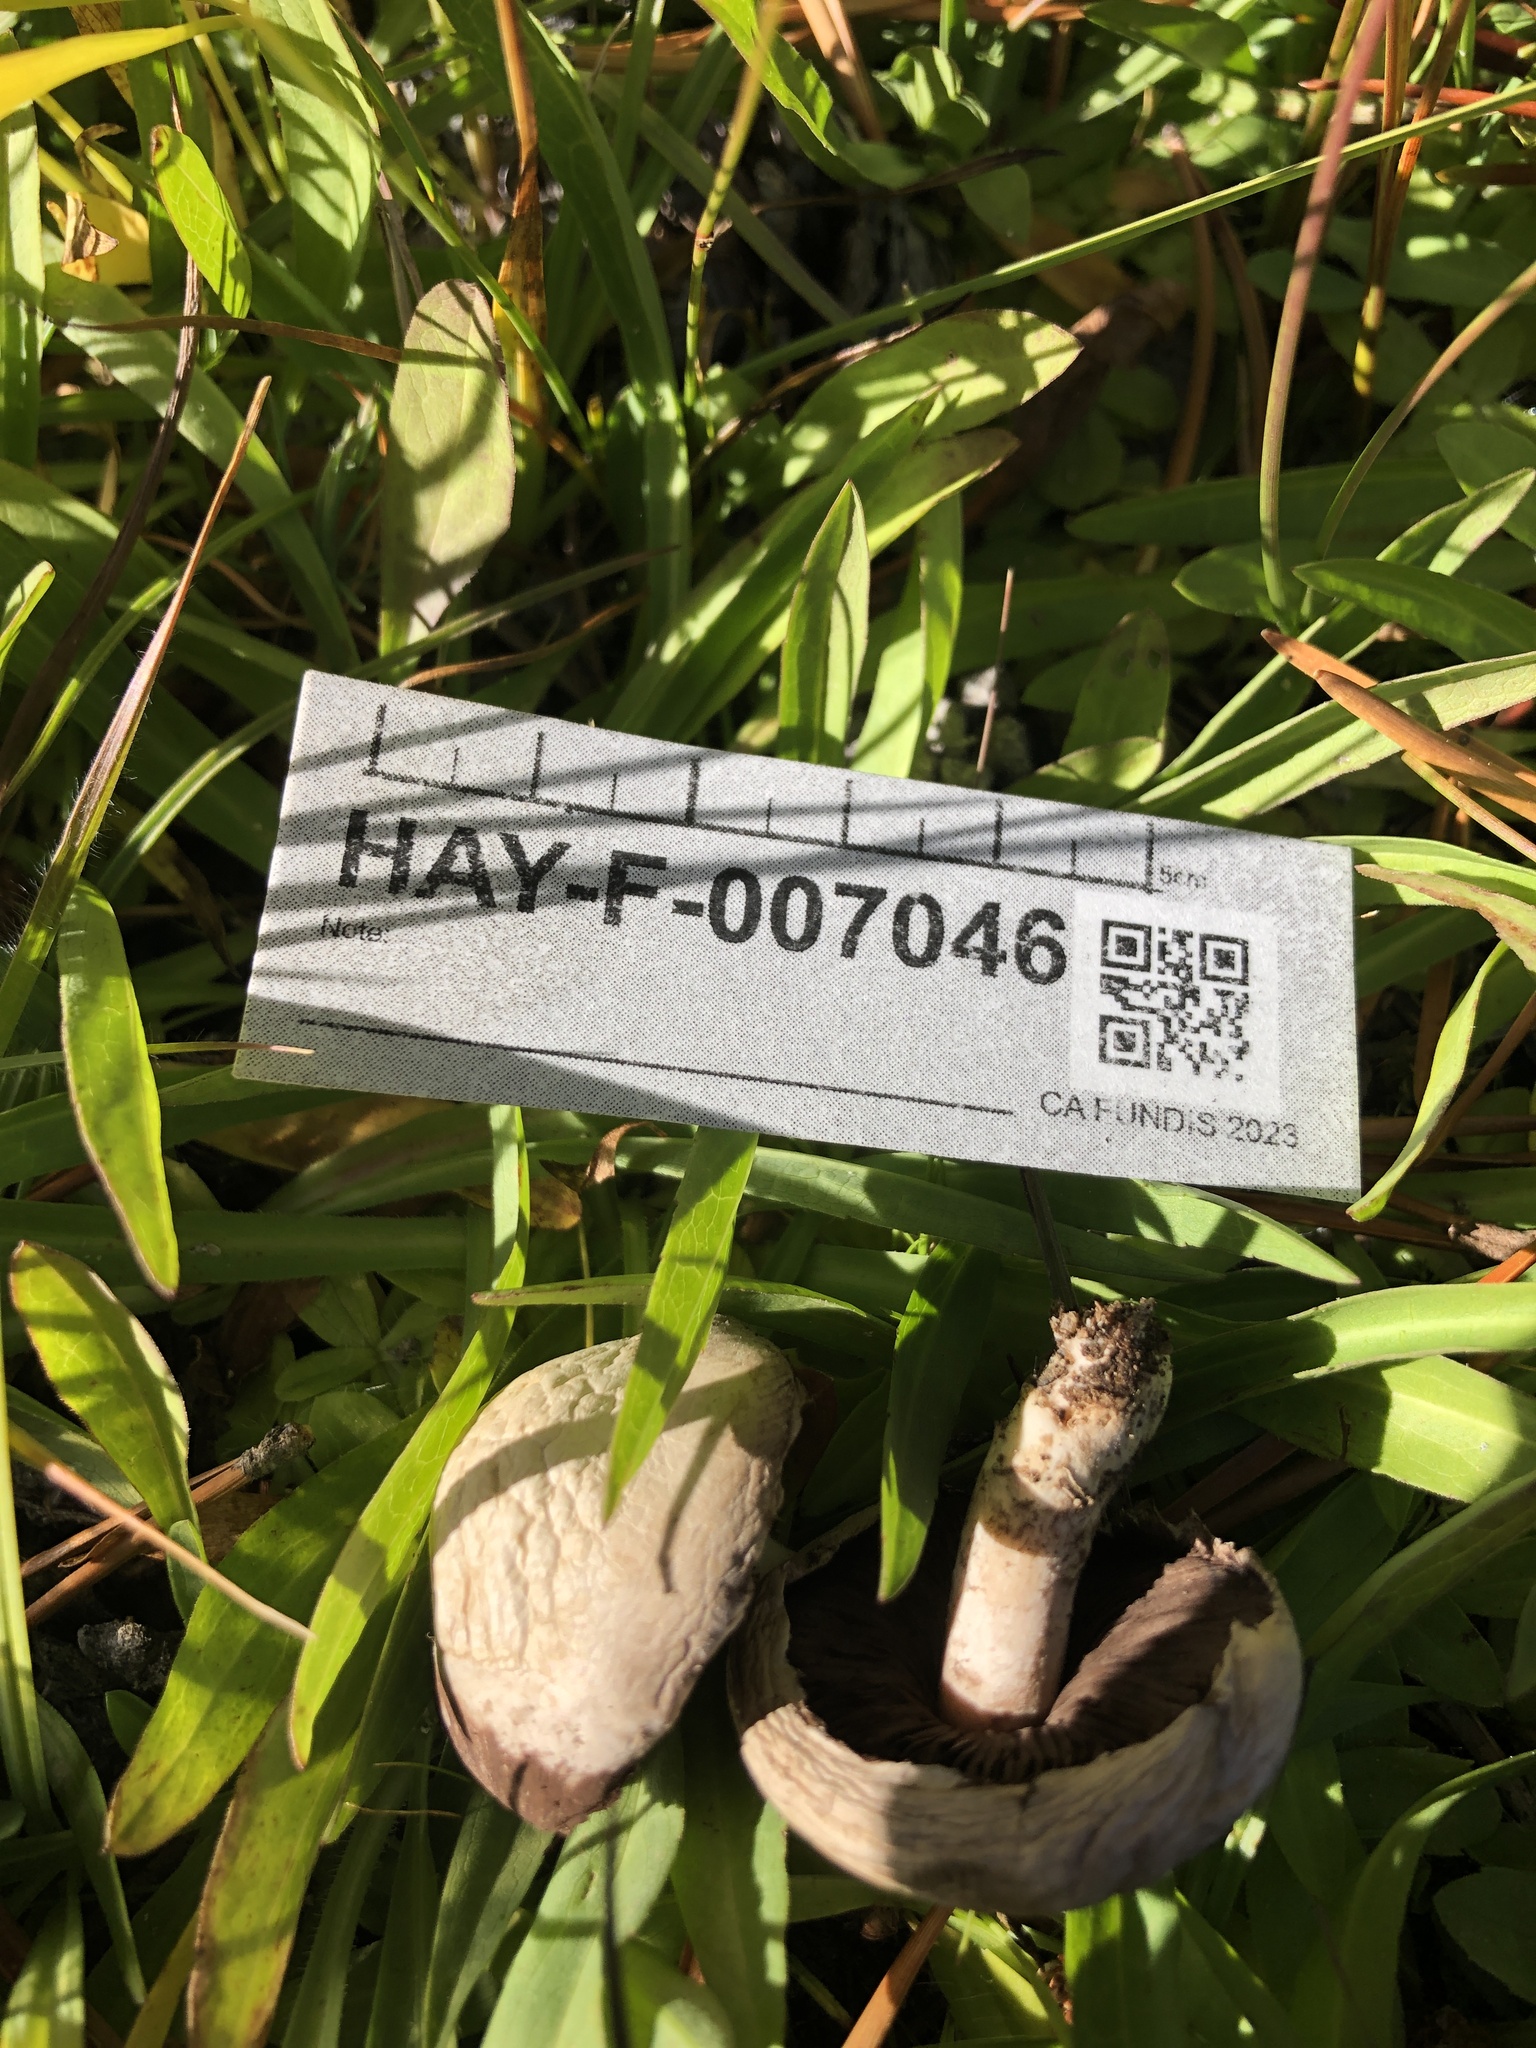 5cm
HAY-F-007046
Note:
CA FUNDIS 2023